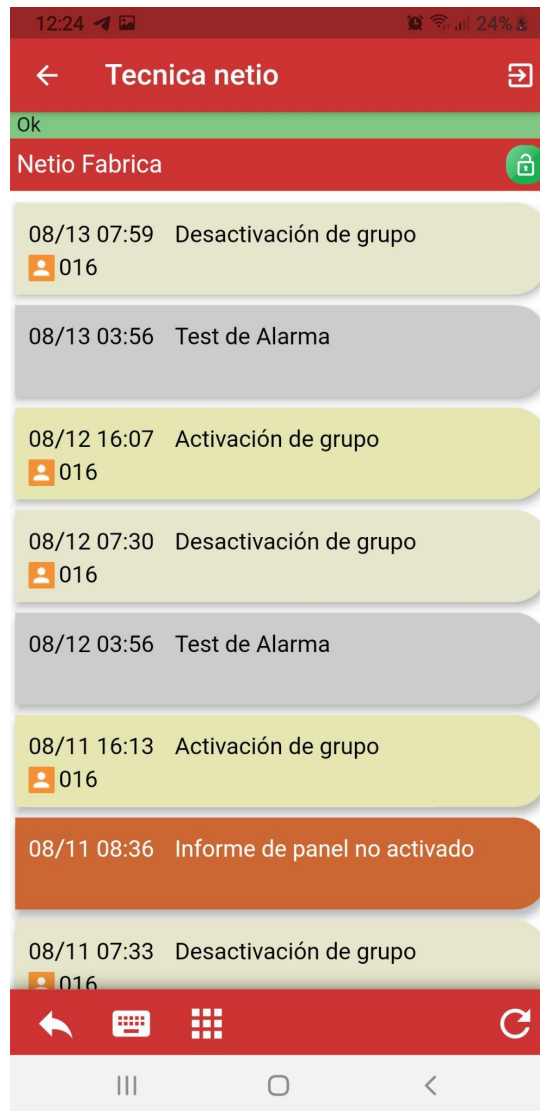 12:24 24%
Tecnica netio
Ok
Netio Fabrica
08/13 07:59 Desactivación de grupo
016
08/13 03:56 Test de Alarma
08/12 16:07 Activación de grupo
016
08/12 07:30 Desactivación de grupo
016
08/12 03:56 Test de Alarma
08/11 16:13 Activación de grupo
016
08/11 08:36 Informe de panel no activado
08/11 07:33 Desactivación de grupo
016